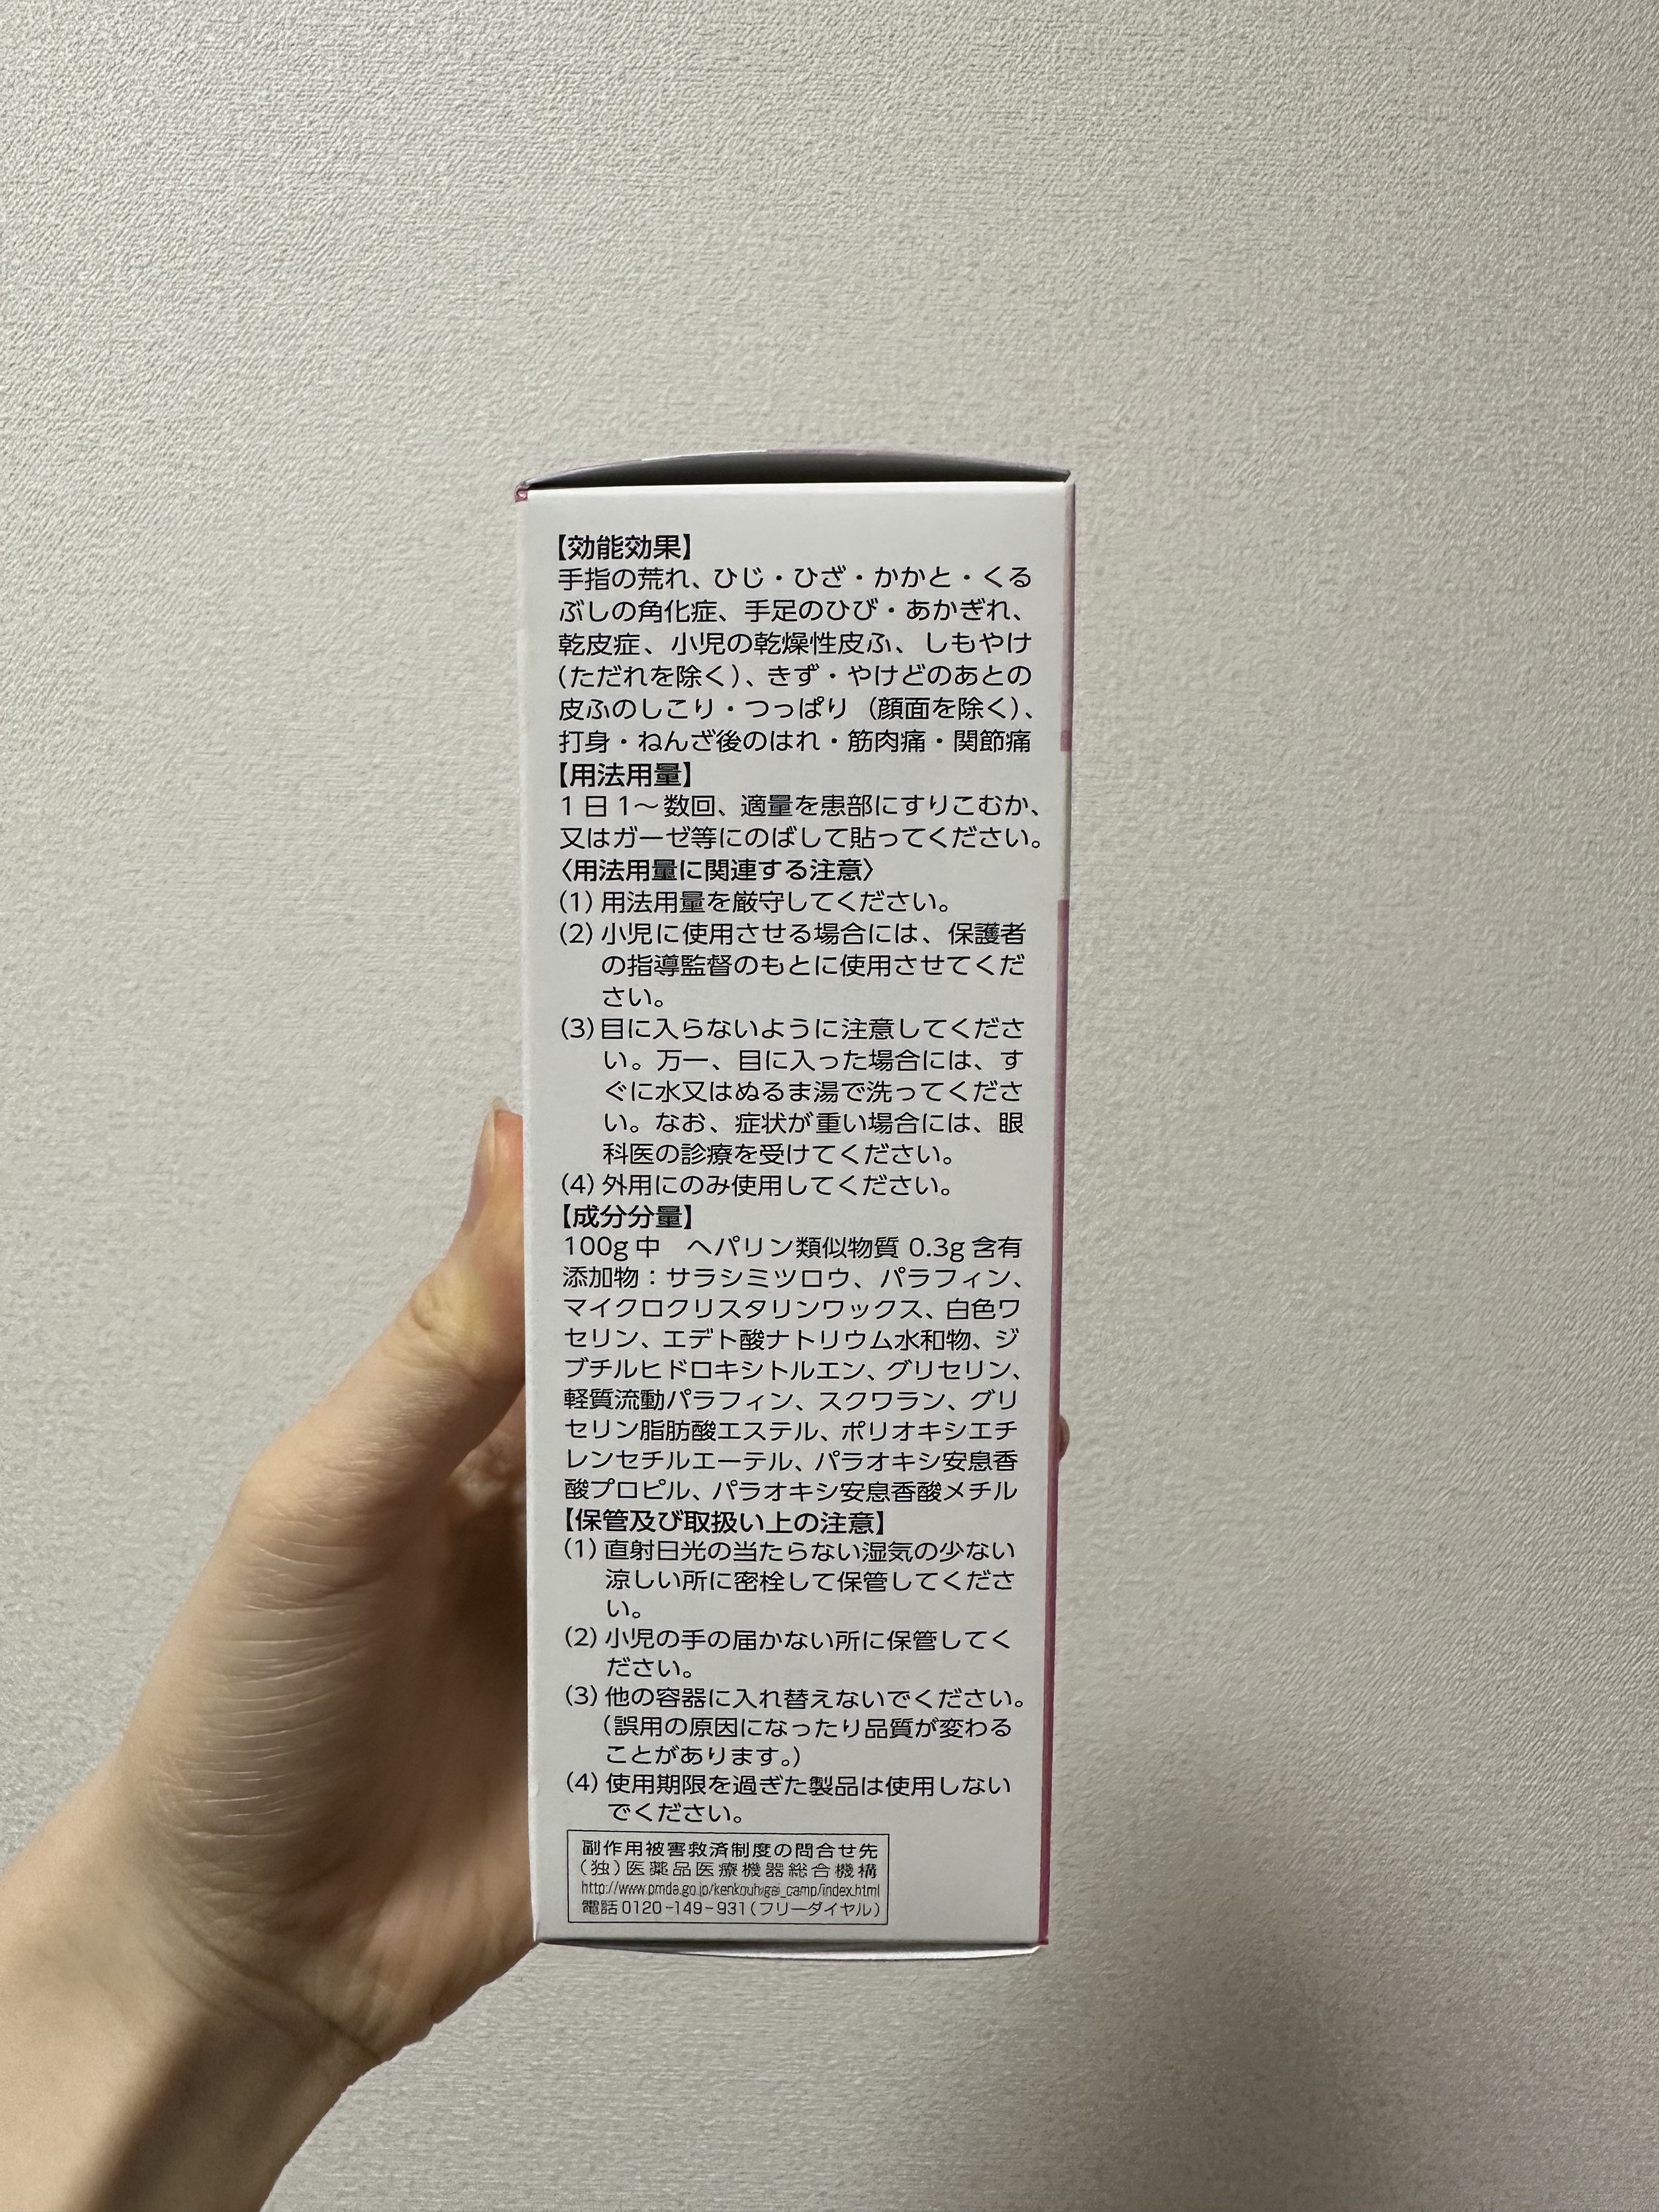 【効能効果】
手指の荒れ、ひじ・ひざ・かかと・くる
ぶしの角化症、手足のひび・あかぎれ、
乾皮症、小児の乾燥性皮ふ、しもやけ
(ただれを除く)、きず・やけどのあとの
皮ふのしこり・つっぱり (顔面を除く)、
打身・ねんざ後のはれ・筋肉痛・関節痛
【用法用量】
1日1～数回、適量を患部にすりこむか、
又はガーゼ等にのばして貼ってください。
〈用法用量に関連する注意〉
(1) 用法用量を厳守してください。
(2) 小児に使用させる場合には、保護者
の指導監督のもとに使用させてくだ
さい。
(3) 目に入らないように注意してくださ
い。万一、目に入った場合には、す
ぐに水又はぬるま湯で洗ってくださ
い。なお、症状が重い場合には、眼
科医の診療を受けてください。
(4) 外用にのみ使用してください。
【成分分量】
100g中 ヘパリン類似物質 0.3g 含有
添加物：サラシミツロウ、パラフィン、
マイクロクリスタリンワックス、白色ワ
セリン、エデト酸ナトリウム水和物、ジ
ブチルヒドロキシトルエン、グリセリン、
軽質流動パラフィン、スクワラン、グリ
セリン脂肪酸エステル、ポリオキシエチ
レンセチルエーテル、パラオキシ安息香
酸プロピル、パラオキシ安息香酸メチル
【保管及び取扱い上の注意】
(1) 直射日光の当たらない湿気の少ない
涼しい所に密栓して保管してくださ
い。
(2) 小児の手の届かない所に保管してく
ださい。
(3) 他の容器に入れ替えないでください。
(誤用の原因になったり品質が変わる
ことがあります。)
(4) 使用期限を過ぎた製品は使用しない
でください。
副作用被害救済制度の問合せ先
(独)医薬品医療機器総合機構
http://www.pmda.go.jp/kenkouhigai_camp/index.html
電話 0120-149-931(フリーダイヤル)